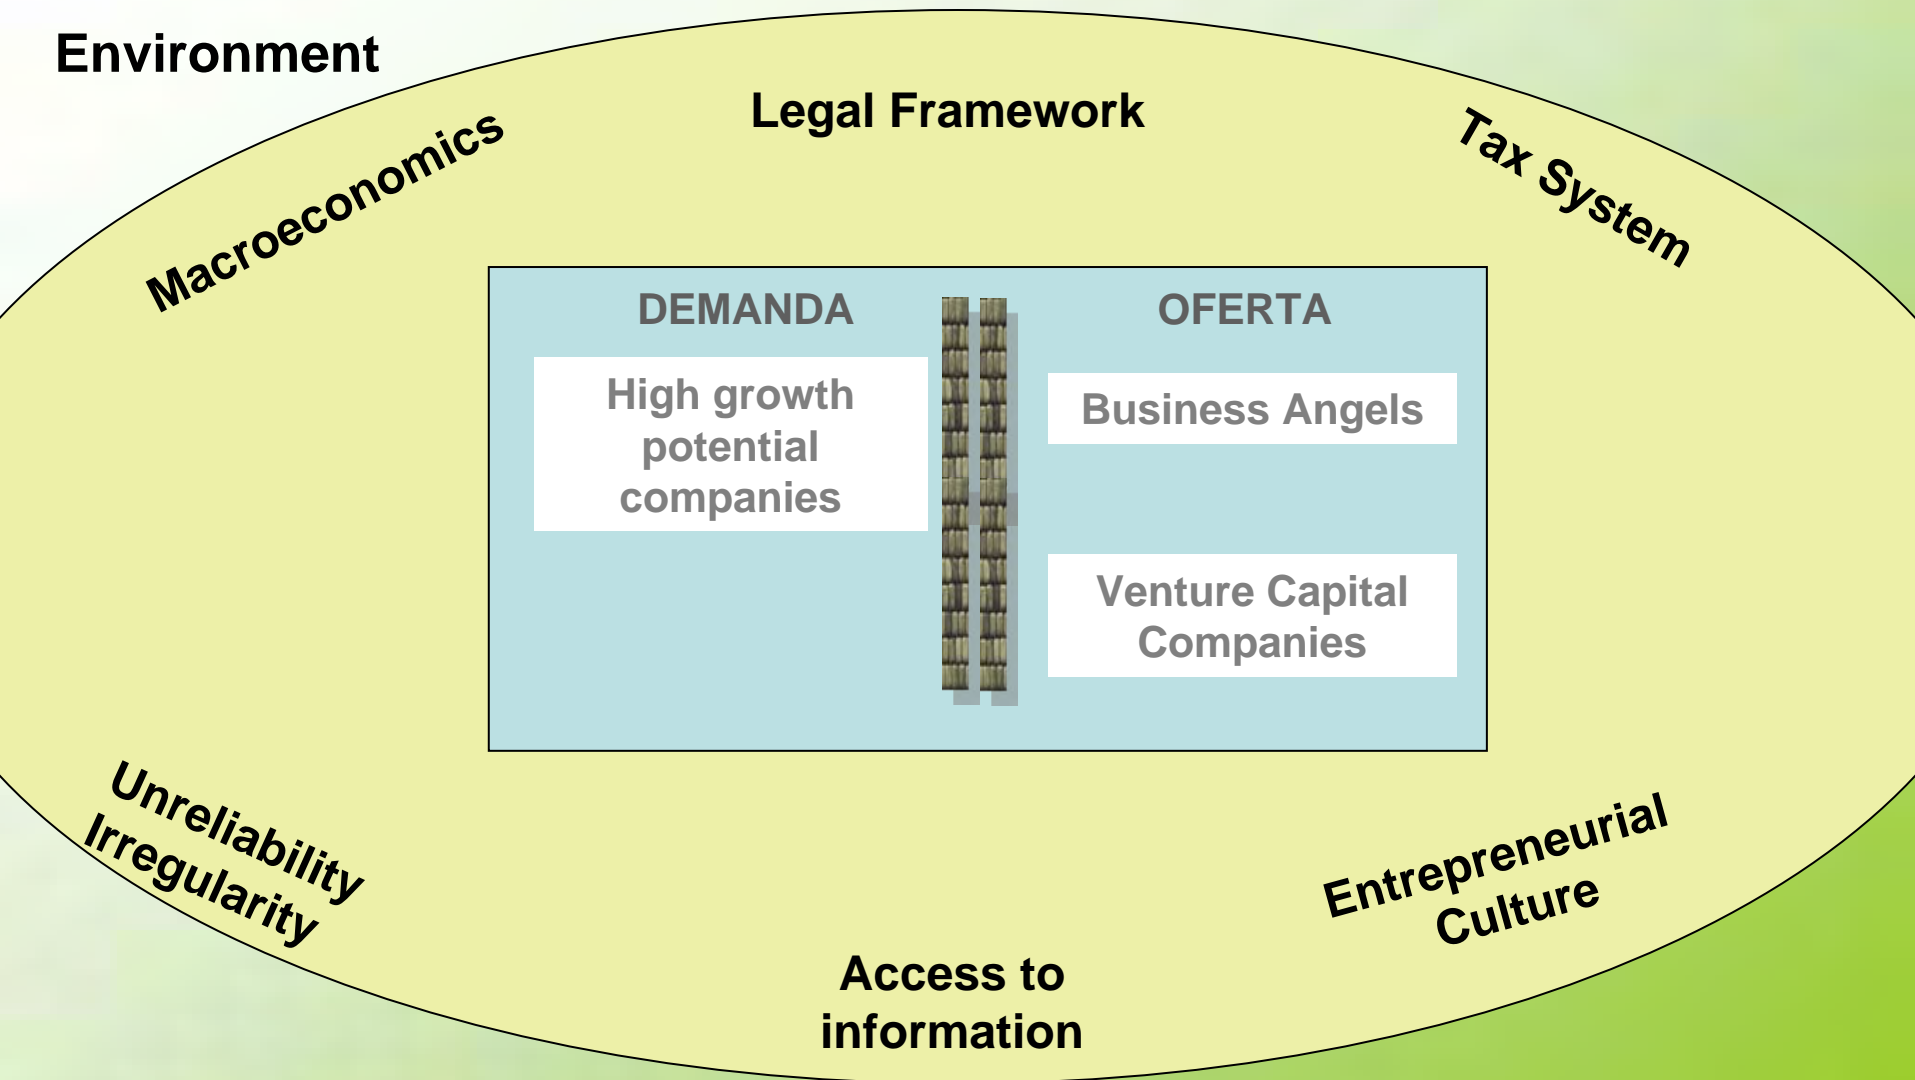 Environment
Legal Framework
Macroeconomics
Tax System
DEMANDA
High growth
potential
companies
OFERTA
Business Angels
Venture Capital
Companies
Unreliability
Irregularity
Entrepreneurial
Culture
Access to
information